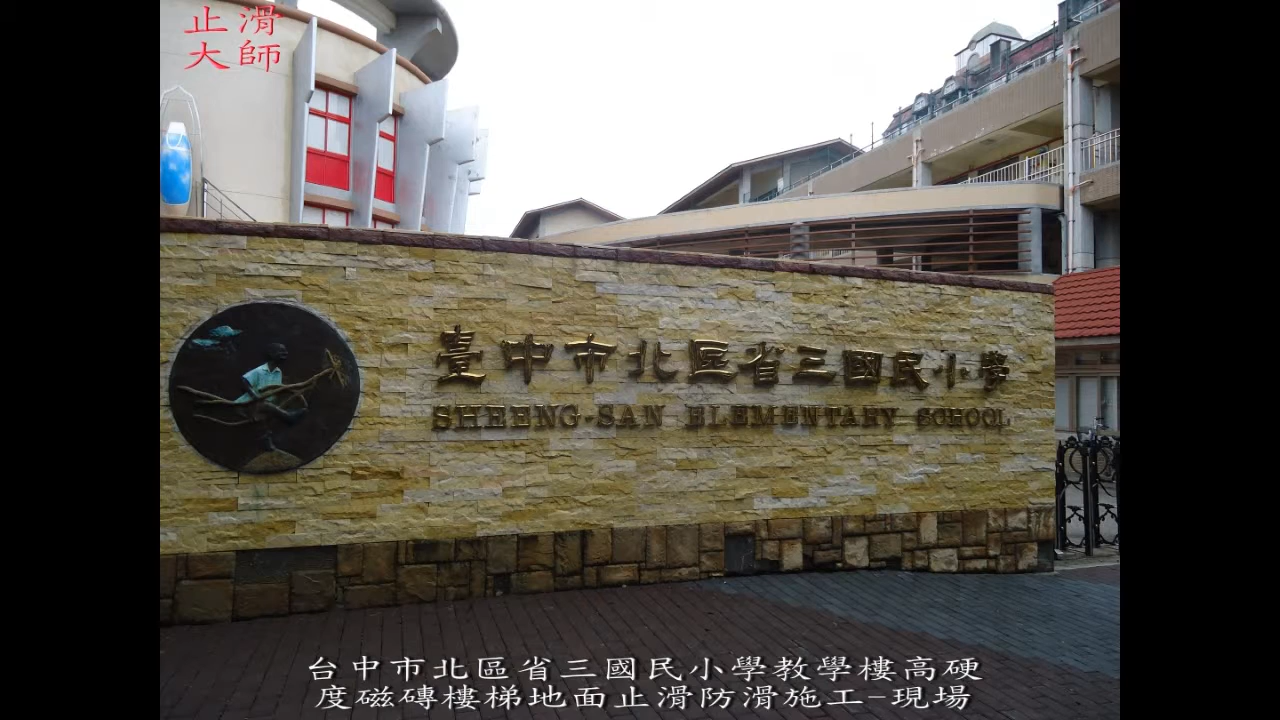 止滑
大師
臺中市北區省三國民小學
SHEENG-SAN ELEMENTARY SCHOOL
台中市北區省三國民小學教學樓高硬
度磁磚樓梯地面止滑防滑施工-現場